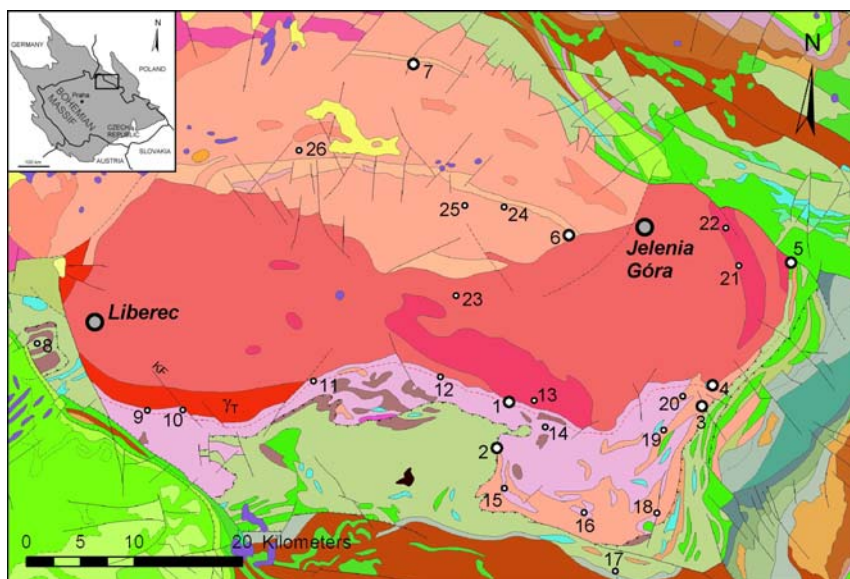 GERMANY
POLAND
Praha
BOHEMIAN
MASSIF
CZECH
REPUBLIC
SLOVAKIA
AUSTRIA
100 km
N
N
7
26
25
24
6
Jelenia
Góra
22
5
21
23
Liberec
8
11
12
1
13
4
20
3
9
10
γT
14
19
2
15
16
18
17
0 5 10 20 Kilometers